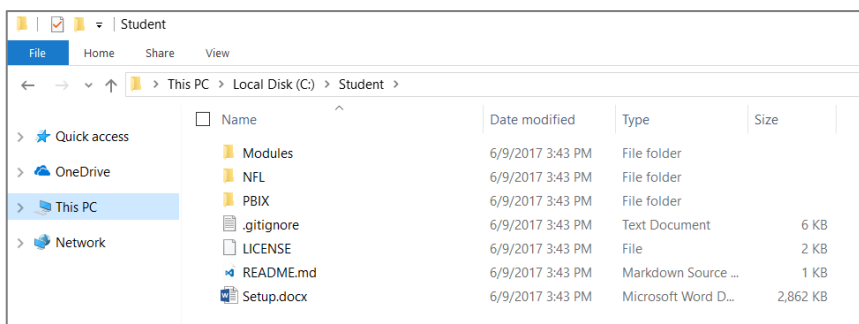 Student
File Home Share View
> This PC > Local Disk (C:) > Student >
Name Date modified Type Size
Quick access
OneDrive
This PC
Network
Modules 6/9/2017 3:43 PM File folder
NFL 6/9/2017 3:43 PM File folder
PBIX 6/9/2017 3:43 PM File folder
.gitignore 6/9/2017 3:43 PM Text Document 6 KB
LICENSE 6/9/2017 3:43 PM File 2 KB
README.md 6/9/2017 3:43 PM Markdown Source ... 1 KB
Setup.docx 6/9/2017 3:43 PM Microsoft Word D... 2,862 KB